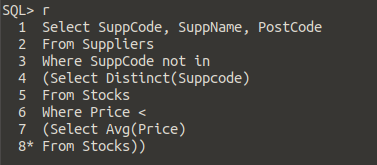 SQL> r
  1  Select SuppCode, SuppName, PostCode
  2  From Suppliers
  3  Where SuppCode not in
  4  (Select Distinct(Suppcode)
  5  From Stocks
  6  Where Price <
  7  (Select Avg(Price)
  8* From Stocks))